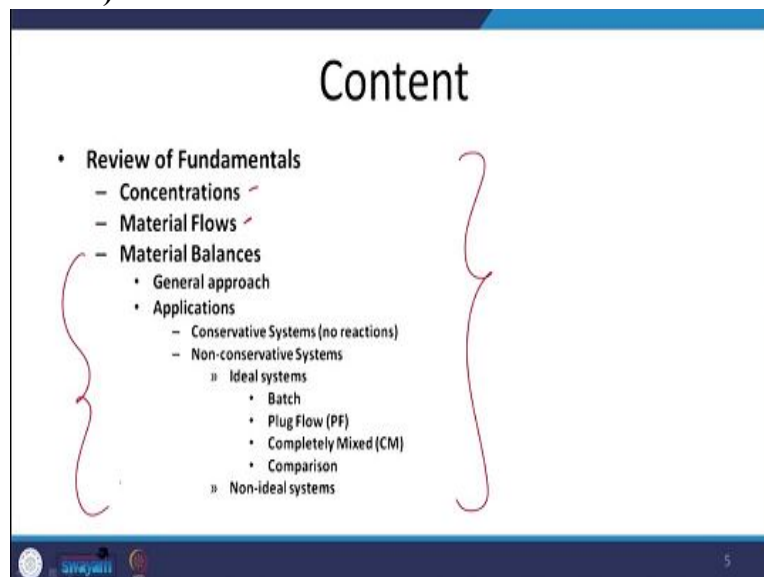 Content
• Review of Fundamentals
– Concentrations
– Material Flows
– Material Balances
• General approach
• Applications
– Conservative Systems (no reactions)
– Non-conservative Systems
» Ideal systems
• Batch
• Plug Flow (PF)
• Completely Mixed (CM)
• Comparison
» Non-ideal systems
swayam
5